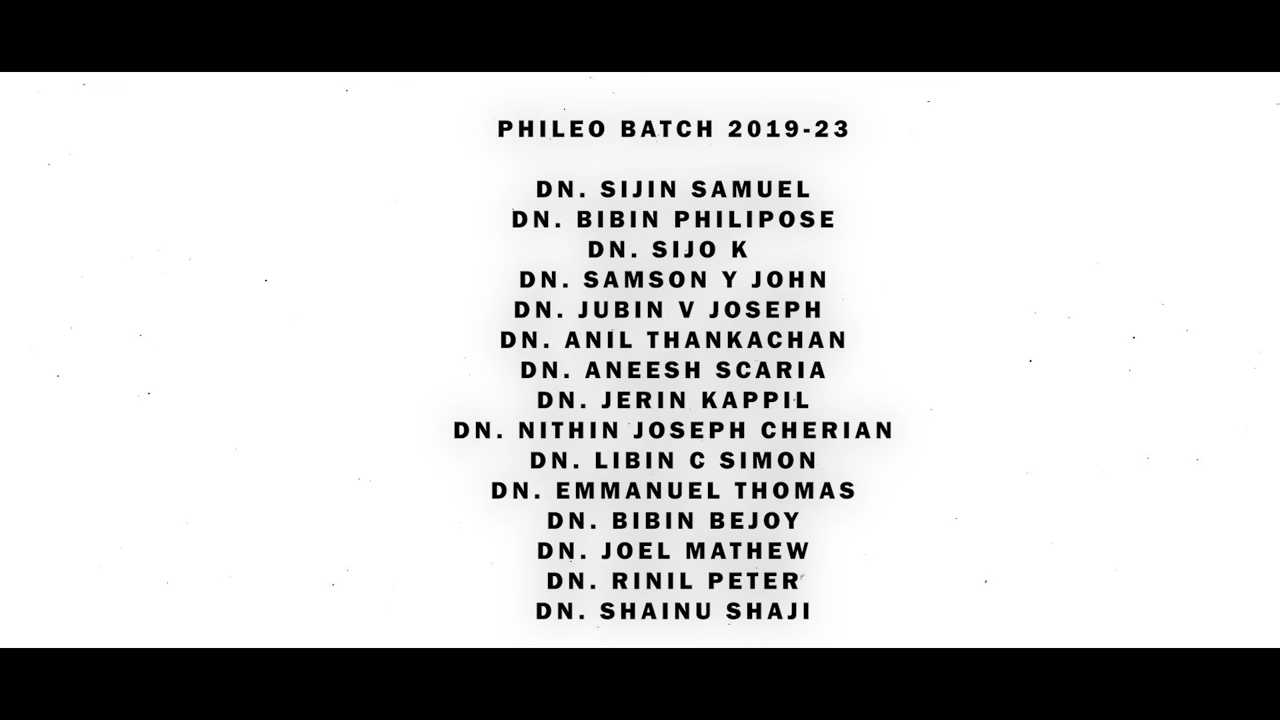 PHILEO BATCH 2019-23
DN. SIJIN SAMUEL
DN. BIBIN PHILIPOSE
DN. SIJO K
DN. SAMSON Y JOHN
DN. JUBIN V JOSEPH
DN. ANIL THANKACHAN
DN. ANEESH SCARIA
DN. JERIN KAPPIL
DN. NITHIN JOSEPH CHERIAN
DN. LIBIN C SIMON
DN. EMMANUEL THOMAS
DN. BIBIN BEJOY
DN. JOEL MATHEW
DN. RINIL PETER
DN. SHAINU SHAJI